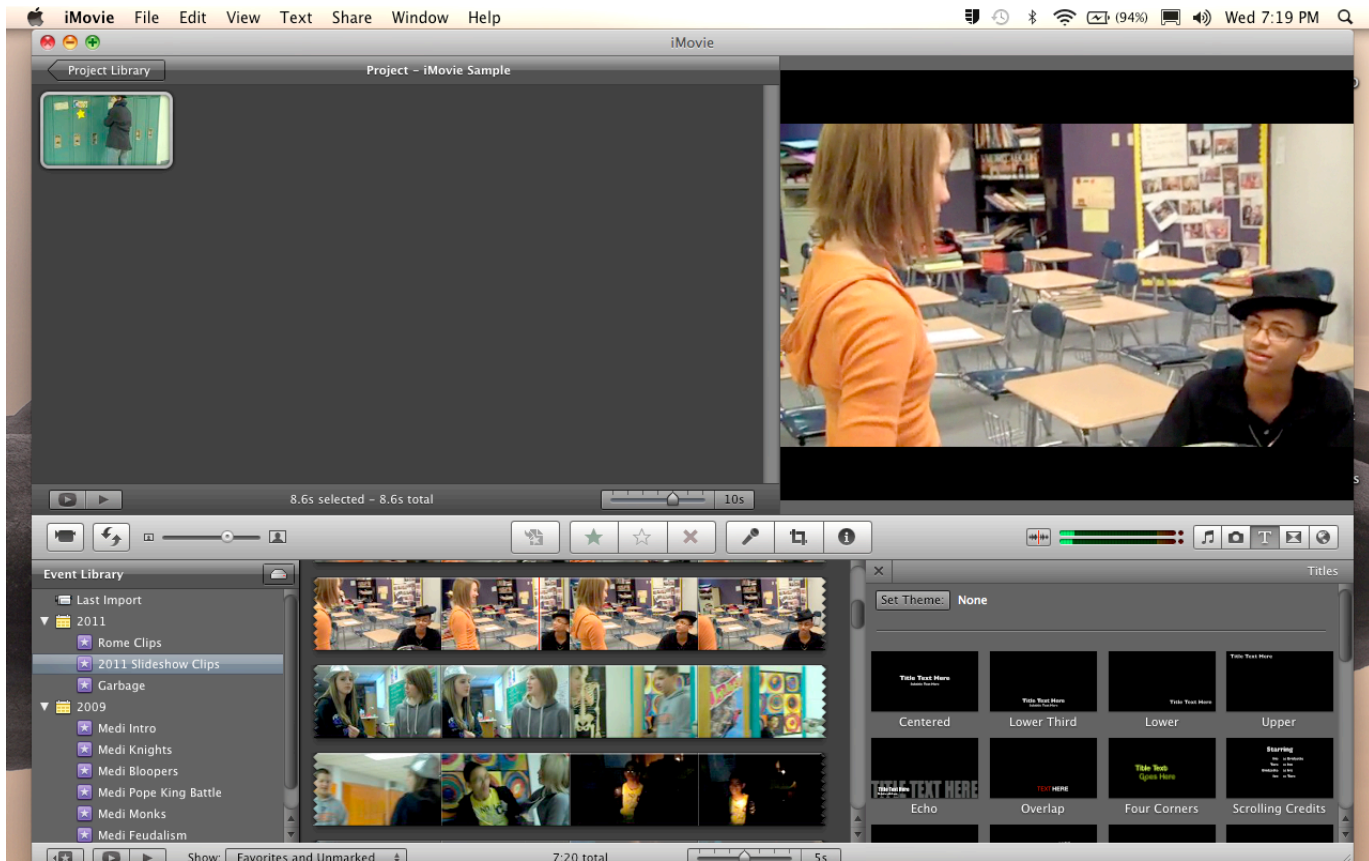 iMovie File Edit View Text Share Window Help (94%) Wed 7:19 PM
iMovie
Project Library Project – iMovie Sample
8.6s selected – 8.6s total 10s
Event Library
Titles
Last Import
Set Theme: None
2011
Rome Clips
2011 Slideshow Clips
Garbage
2009
Medi Intro
Medi Knights
Medi Bloopers
Medi Pope King Battle
Medi Monks
Medi Feudalism
Title Text Here
Title Text Here
Title Text Here
Title Text Here
Centered Lower Third Lower Upper
TITLE TEXT HERE
TEXT HERE
Title Text
Goes Here
Starring
Echo Overlap Four Corners Scrolling Credits
Show: Favorites and Unmarked 7:20 total 5s